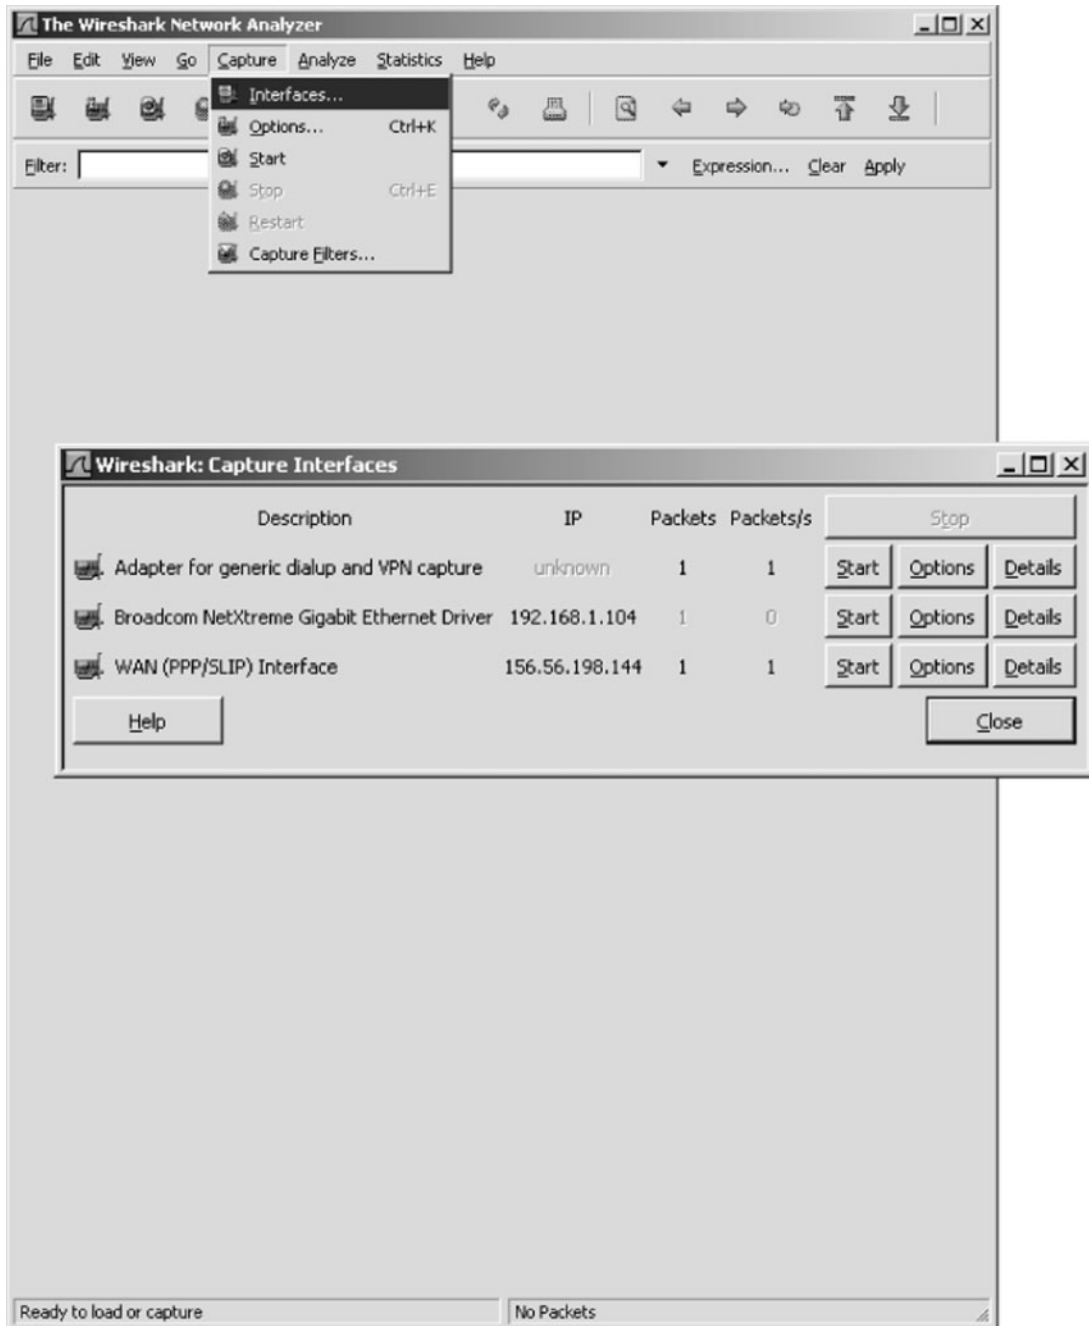 The Wireshark Network Analyzer
File Edit View Go Capture Analyze Statistics Help
Interfaces...
Options... Ctrl+K
Start
Stop Ctrl+E
Restart
Capture Filters...
Filter: Expression... Clear Apply
Wireshark: Capture Interfaces
Description IP Packets Packets/s Stop
Adapter for generic dialup and VPN capture unknown 1 1 Start Options Details
Broadcom NetXtreme Gigabit Ethernet Driver 192.168.1.104 1 0 Start Options Details
WAN (PPP/SLIP) Interface 156.56.198.144 1 1 Start Options Details
Help Close
Ready to load or capture No Packets